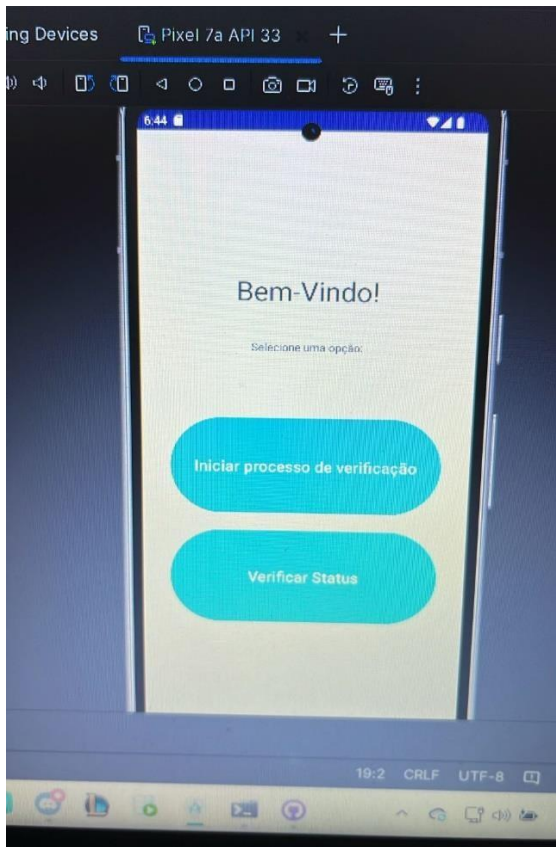 ing Devices
Pixel 7a API 33
6:44
Bem-Vindo!
Selecione uma opção:
Iniciar processo de verificação
Verificar Status
19:2 CRLF UTF-8